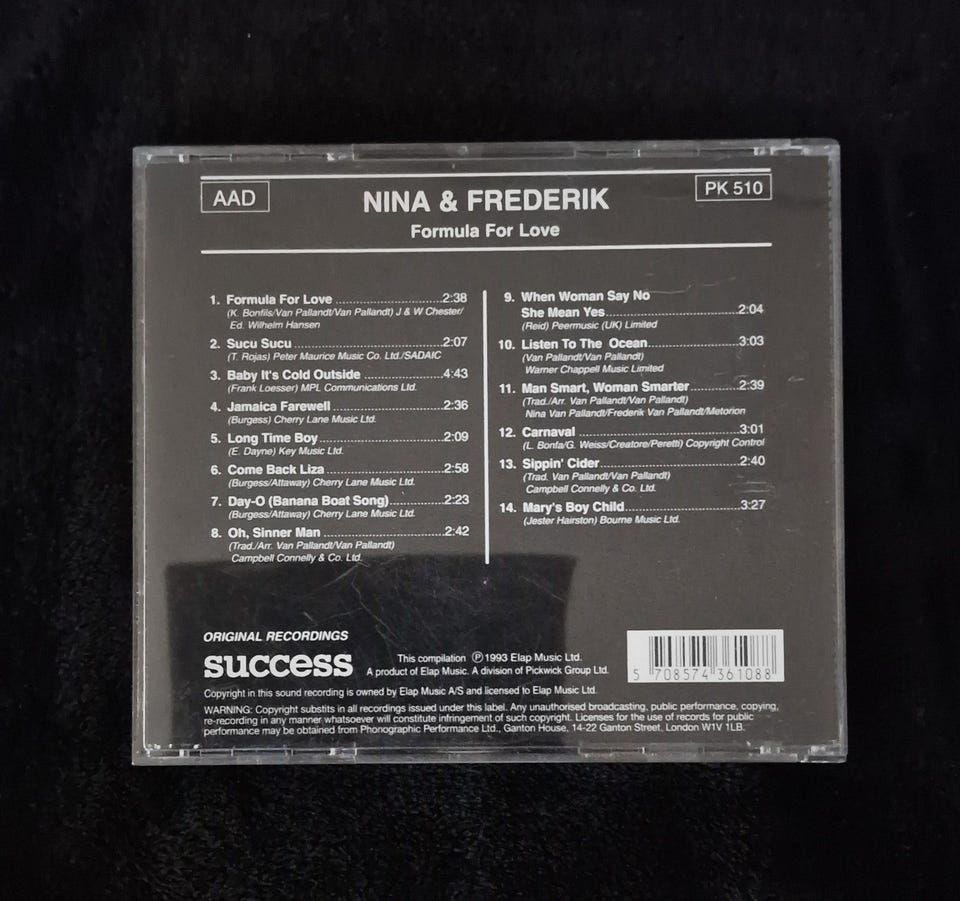 AAD
NINA & FREDERIK
PK 510
Formula For Love
1. Formula For Love ........................2:38
(K. Bonfils/Van Pallandt/Van Pallandt) J & W Chester/
Ed. Wilhelm Hansen
2. Sucu Sucu ........................2:07
(T. Rojas) Peter Maurice Music Co. Ltd./SADAIC
3. Baby It's Cold Outside ........................4:43
(Frank Loesser) MPL Communications Ltd.
4. Jamaica Farewell ........................2:36
(Burgess) Cherry Lane Music Ltd.
5. Long Time Boy ........................2:09
(E. Dayne) Key Music Ltd.
6. Come Back Liza ........................2:58
(Burgess/Attaway) Cherry Lane Music Ltd.
7. Day-O (Banana Boat Song) ........................2:23
(Burgess/Attaway) Cherry Lane Music Ltd.
8. Oh, Sinner Man ........................2:42
(Trad./Arr. Van Pallandt/Van Pallandt)
Campbell Connelly & Co. Ltd.
9. When Woman Say No
She Mean Yes ........................2:04
(Reid) Peermusic (UK) Limited
10. Listen To The Ocean ........................3:03
(Van Pallandt/Van Pallandt)
Warner Chappell Music Limited
11. Man Smart, Woman Smarter ........................2:39
(Trad./Arr. Van Pallandt/Van Pallandt)
Nina Van Pallandt/Frederik Van Pallandt/Metorion
12. Carnaval ........................3:01
(L. Bonfa/G. Weiss/Creatore/Peretti) Copyright Control
13. Sippin' Cider ........................2:40
(Trad. Van Pallandt/Van Pallandt)
Campbell Connelly & Co. Ltd.
14. Mary's Boy Child ........................3:27
(Jester Hairston) Bourne Music Ltd.
ORIGINAL RECORDINGS
success
This compilation ℗ 1993 Elap Music Ltd.
A product of Elap Music. A division of Pickwick Group Ltd.
5 708574 361088
Copyright in this sound recording is owned by Elap Music A/S and licensed to Elap Music Ltd.
WARNING: Copyright substits in all recordings issued under this label. Any unauthorised broadcasting, public performance, copying,
re-recording in any manner whatsoever will constitute infringement of such copyright. Licenses for the use of records for public
performance may be obtained from Phonographic Performance Ltd., Ganton House, 14-22 Ganton Street, London W1V 1LB.